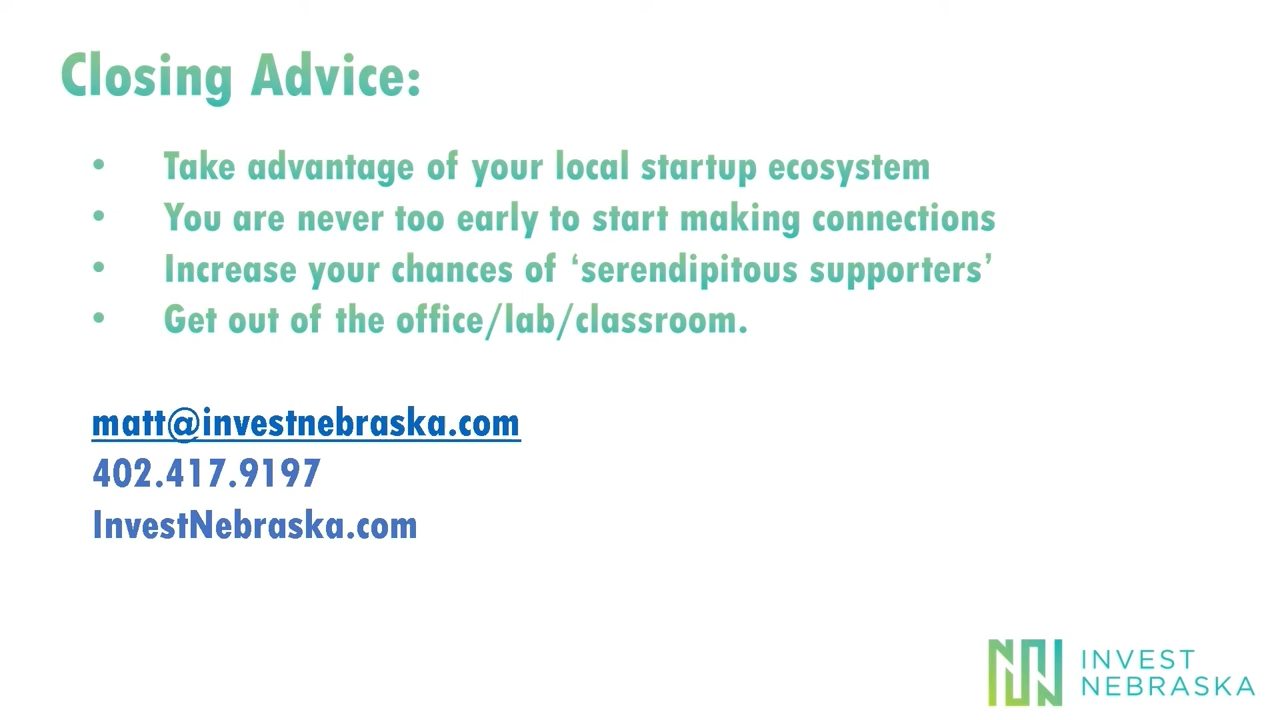 Closing Advice:
• Take advantage of your local startup ecosystem
• You are never too early to start making connections
• Increase your chances of ‘serendipitous supporters’
• Get out of the office/lab/classroom.
matt@investnebraska.com
402.417.9197
InvestNebraska.com
INVEST
NEBRASKA